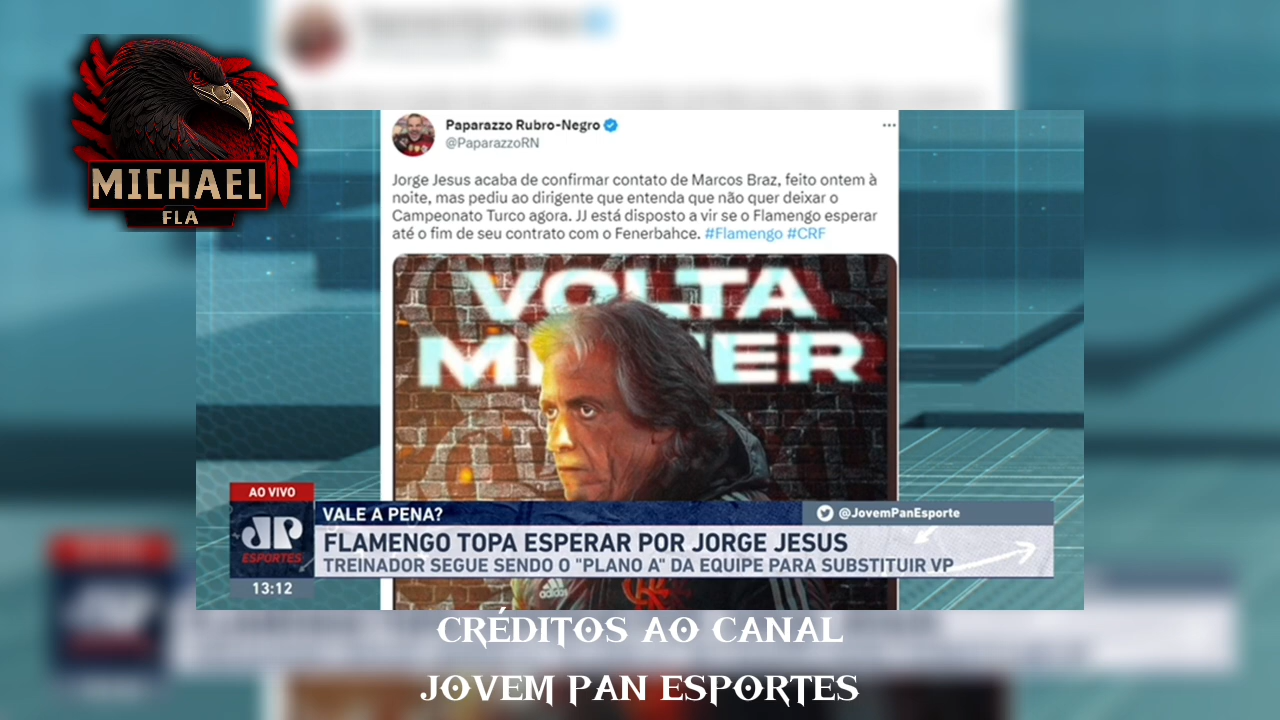 MICHAEL
FLA
Paparazzo Rubro-Negro
@PaparazzoRN
Jorge Jesus acaba de confirmar contato de Marcos Braz, feito ontem à
noite, mas pediu ao dirigente que entenda que não quer deixar o
Campeonato Turco agora. JJ está disposto a vir se o Flamengo esperar
até o fim de seu contrato com o Fenerbahce. #Flamengo #CRF
VOLTA
AO VIVO
JP
ESPORTES
13:12
VALE A PENA?
@JovemPanEsporte
FLAMENGO TOPA ESPERAR POR JORGE JESUS
TREINADOR SEGUE SENDO O "PLANO A" DA EQUIPE PARA SUBSTITUIR VP
adidas
CRÉDITOS AO CANAL
JOVEM PAN ESPORTES